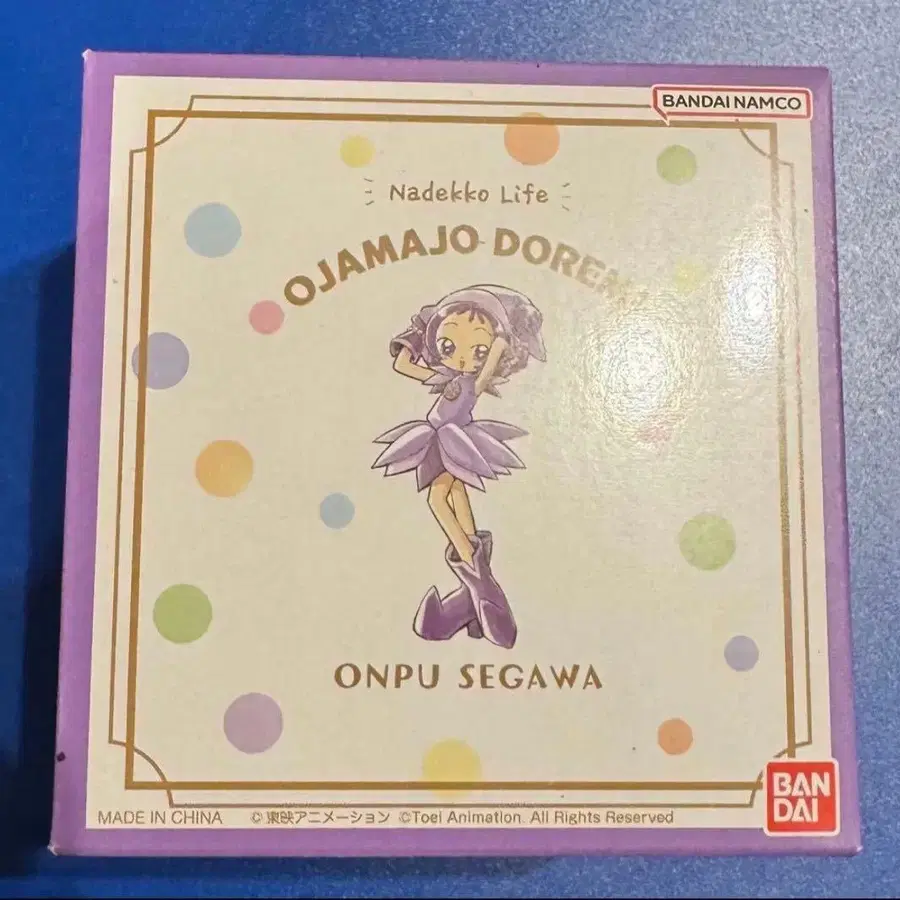 BANDAI NAMCO
Nadekko Life
OJAMAJO DOREMI
ONPU SEGAWA
MADE IN CHINA © 東映アニメーション ©Toei Animation. All Rights Reserved
BAN
DAI